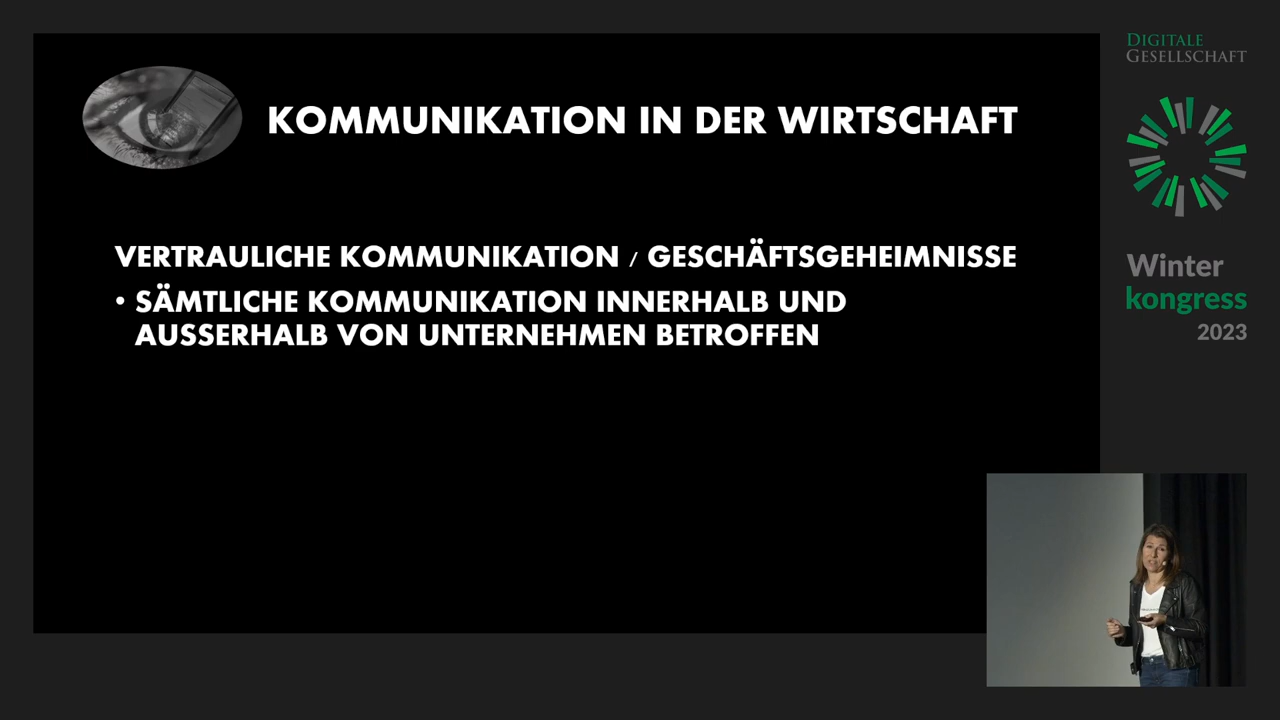 KOMMUNIKATION IN DER WIRTSCHAFT
VERTRAULICHE KOMMUNIKATION / GESCHÄFTSGEHEIMNISSE
• SÄMTLICHE KOMMUNIKATION INNERHALB UND
AUSSERHALB VON UNTERNEHMEN BETROFFEN
DIGITALE
GESELLSCHAFT
Winter
kongress
2023